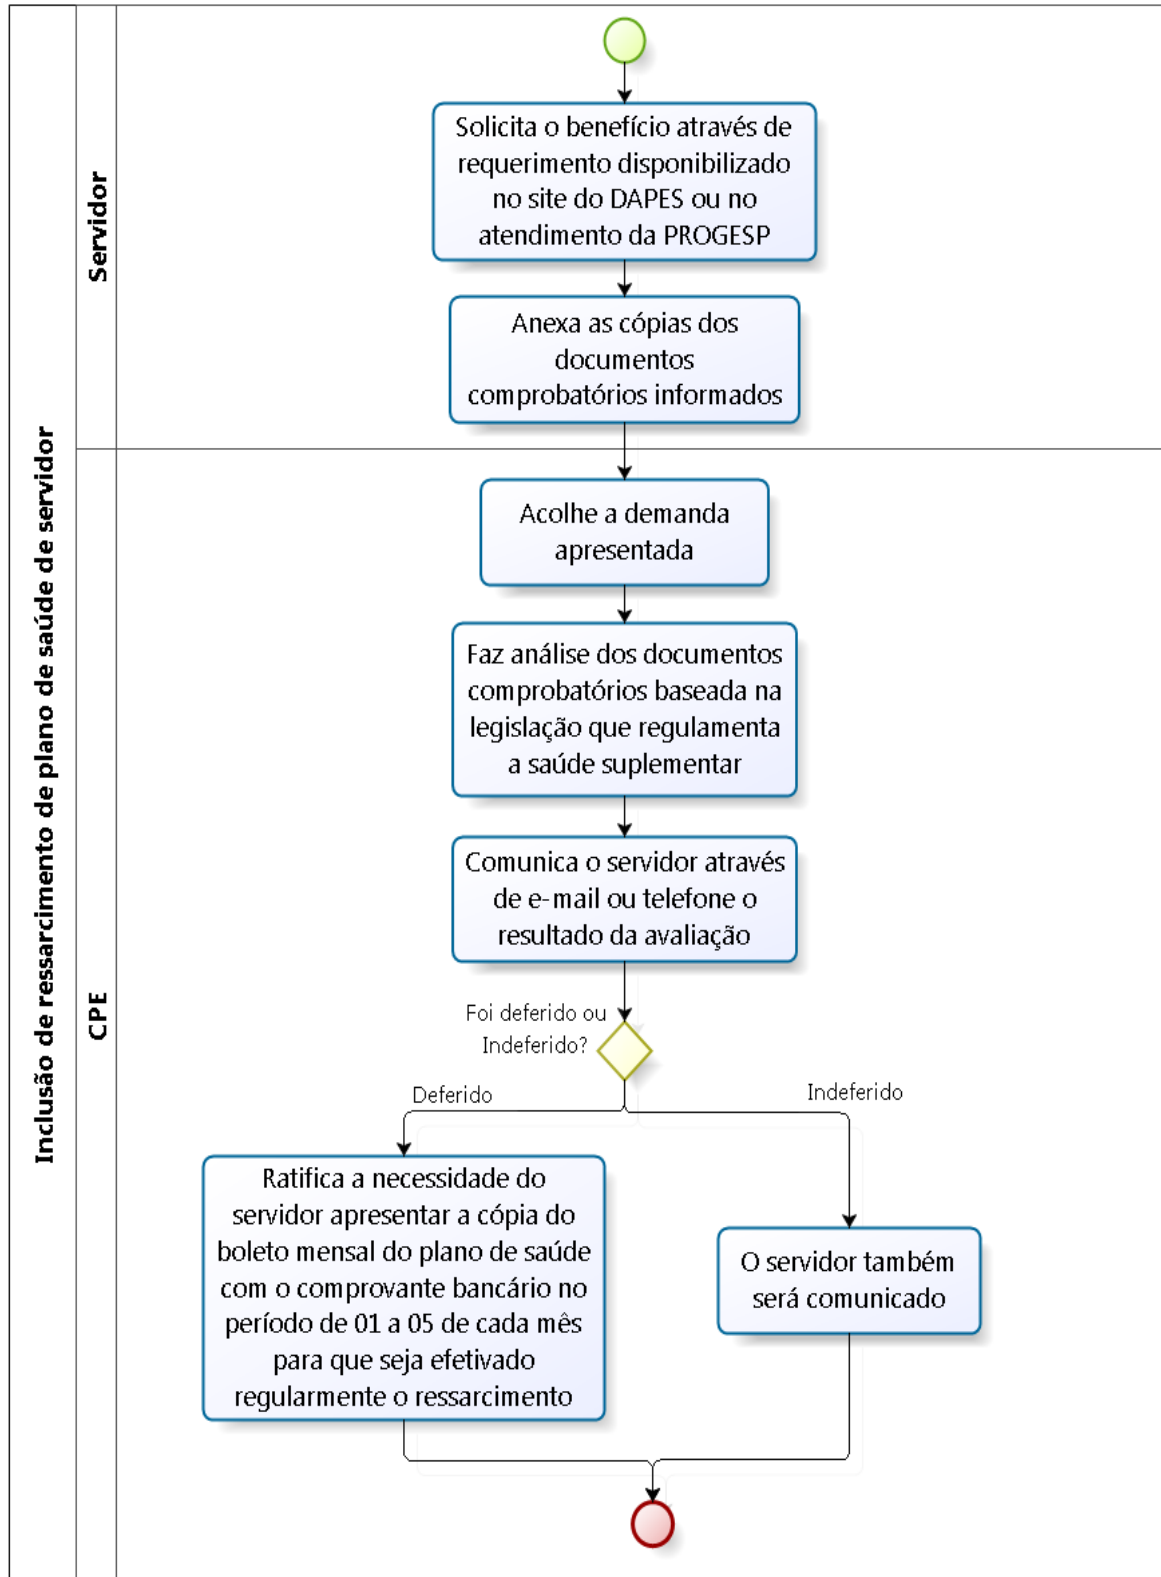 Inclusão de ressarcimento de plano de saúde de servidor
Servidor
Solicita o benefício através de
requerimento disponibilizado
no site do DAPES ou no
atendimento da PROGESP
Anexa as cópias dos
documentos
comprobatórios informados
CPE
Acolhe a demanda
apresentada
Faz análise dos documentos
comprobatórios baseada na
legislação que regulamenta
a saúde suplementar
Comunica o servidor através
de e-mail ou telefone o
resultado da avaliação
Foi deferido ou
Indeferido?
Deferido
Indeferido
Ratifica a necessidade do
servidor apresentar a cópia do
boleto mensal do plano de saúde
com o comprovante bancário no
período de 01 a 05 de cada mês
para que seja efetivado
regularmente o ressarcimento
O servidor também
será comunicado